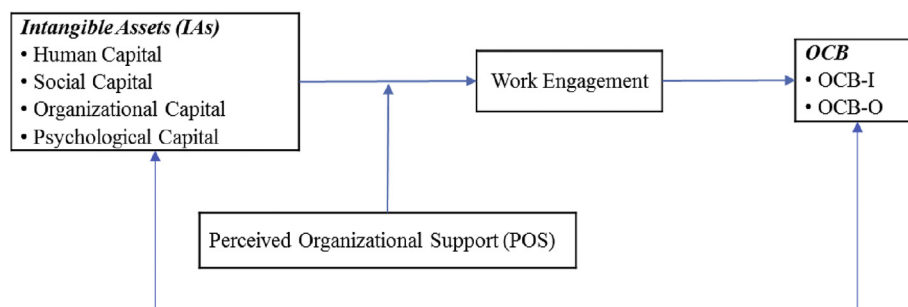 Intangible Assets (IAs)
• Human Capital
• Social Capital
• Organizational Capital
• Psychological Capital
Work Engagement
OCB
• OCB-I
• OCB-O
Perceived Organizational Support (POS)